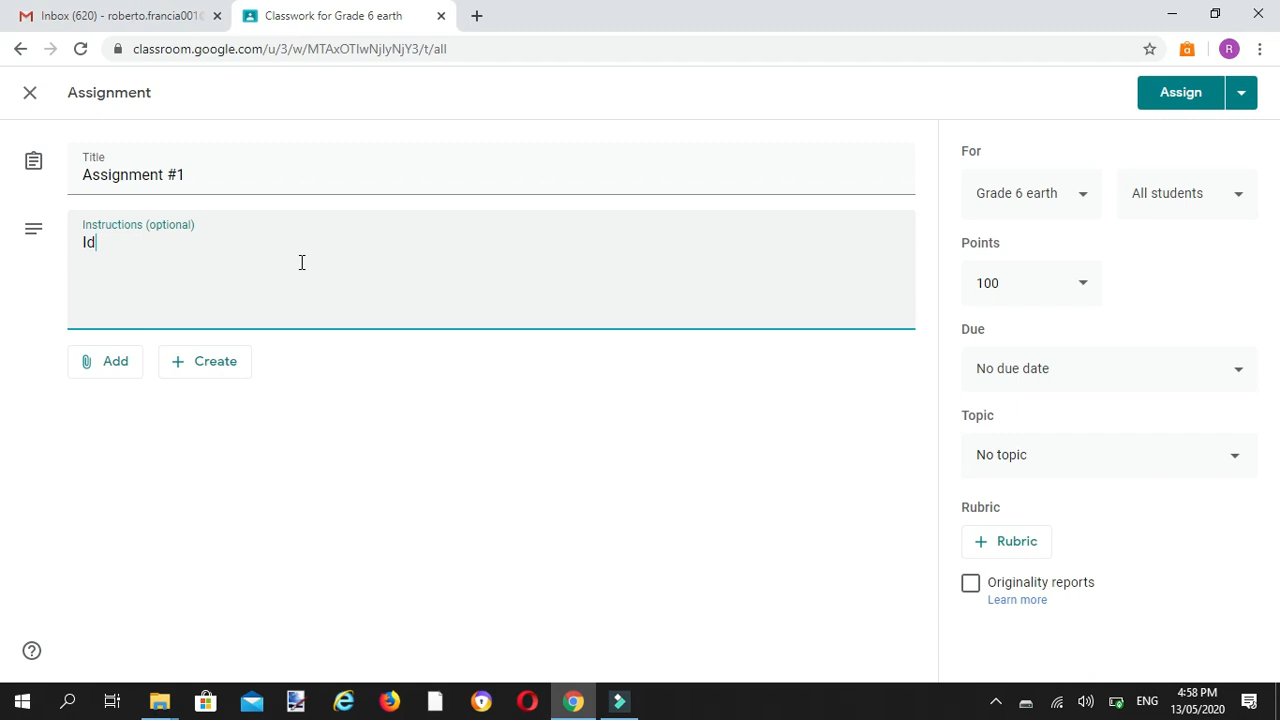 Inbox (620) - roberto.francia001@
Classwork for Grade 6 earth
classroom.google.com/u/3/w/MTAxOTIwNjIyNjY3/t/all
R
Assignment
Assign
Title
Assignment #1
Instructions (optional)
Id
Add
Create
For
Grade 6 earth
All students
Points
100
Due
No due date
Topic
No topic
Rubric
Rubric
Originality reports
Learn more
ENG
4:58 PM
13/05/2020